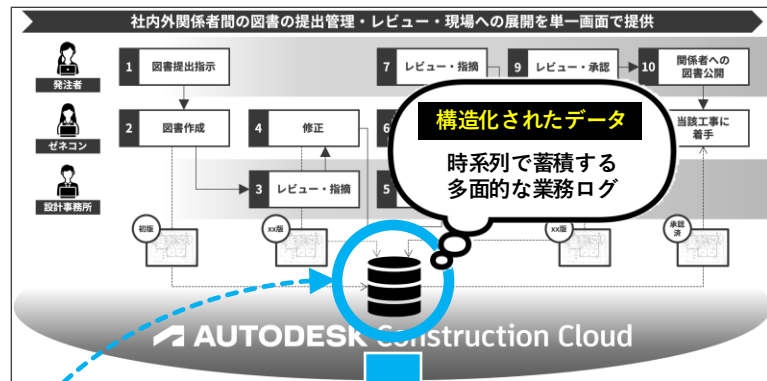 社内外関係者間の図書の提出管理・レビュー・現場への展開を単一画面で提供
発注者
1 図書提出指示
7 レビュー・指摘
9 レビュー・承認
10 関係者への
図書公開
ゼネコン
2 図書作成
4 修正
6
当該工事に
着手
設計事務所
3 レビュー・指摘
5
構造化されたデータ
時系列で蓄積する
多面的な業務ログ
初版
xx版
xx版
承認
済
AUTODESK Construction Cloud